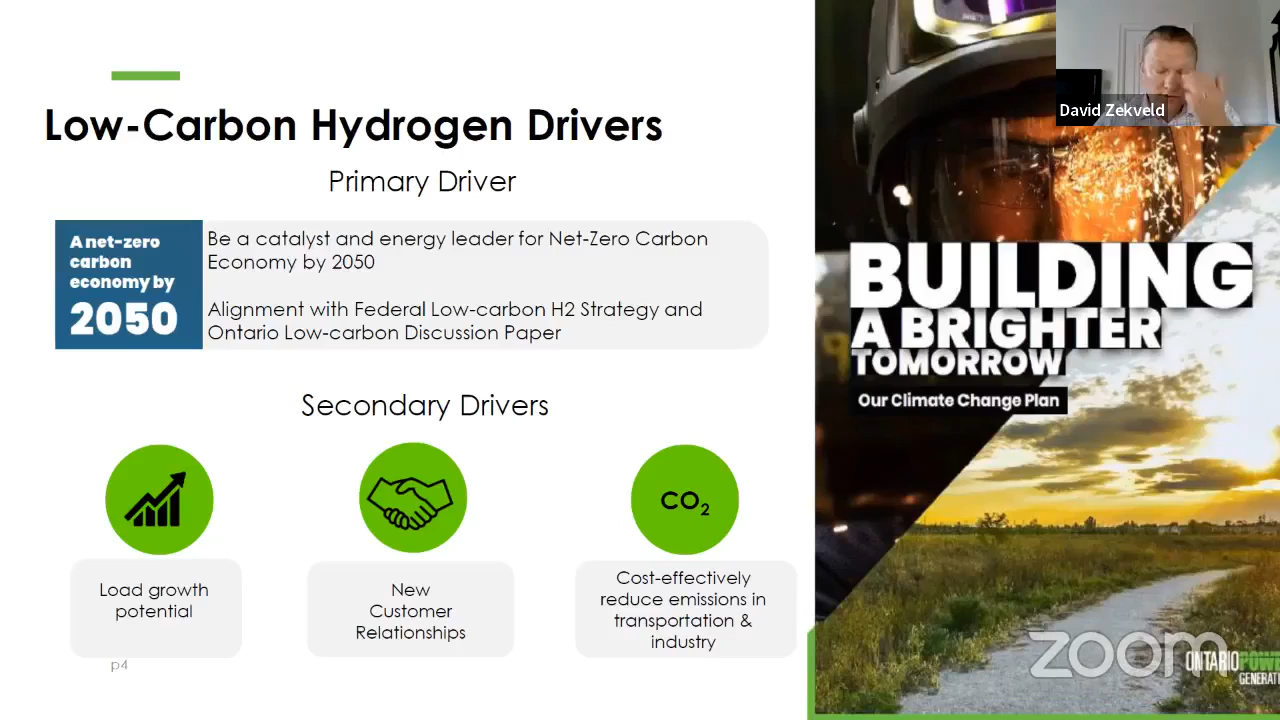 David Zekveld
Low-Carbon Hydrogen Drivers
Primary Driver
A net-zero
carbon
economy by
2050
Be a catalyst and energy leader for Net-Zero Carbon
Economy by 2050
Alignment with Federal Low-carbon H2 Strategy and
Ontario Low-carbon Discussion Paper
Secondary Drivers
CO₂
Load growth
potential
New
Customer
Relationships
Cost-effectively
reduce emissions in
transportation &
industry
p4
BUILDING
A BRIGHTER
TOMORROW
Our Climate Change Plan
zoom
ONTARIO